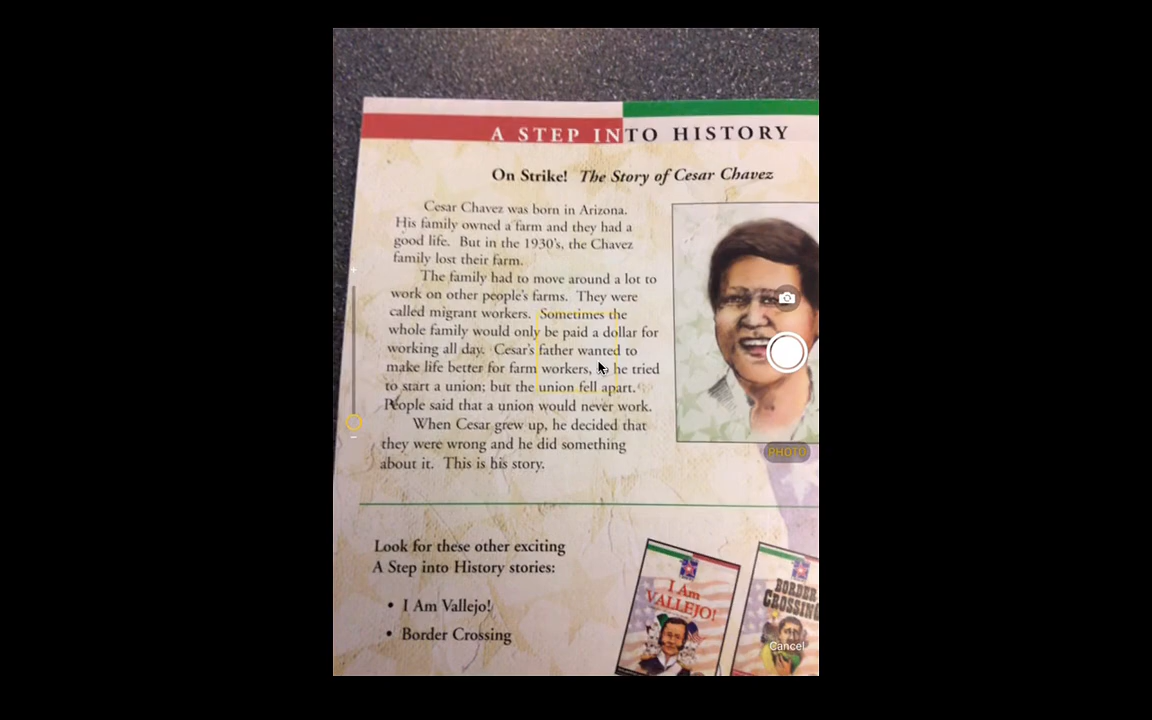 A STEP INTO HISTORY
On Strike! The Story of Cesar Chavez
Cesar Chavez was born in Arizona.
His family owned a farm and they had a
good life. But in the 1930's, the Chavez
family lost their farm.
The family had to move around a lot to
work on other people's farms. They were
called migrant workers. Sometimes the
whole family would only be paid a dollar for
working all day. Cesar's father wanted to
make life better for farm workers, he tried
to start a union; but the union fell apart.
People said that a union would never work.
When Cesar grew up, he decided that
they were wrong and he did something
about it. This is his story.
PHOTO
Look for these other exciting
A Step into History stories:
• I Am Vallejo!
• Border Crossing
I Am
VALLEJO!
BORDER
CROSSING
Cancel